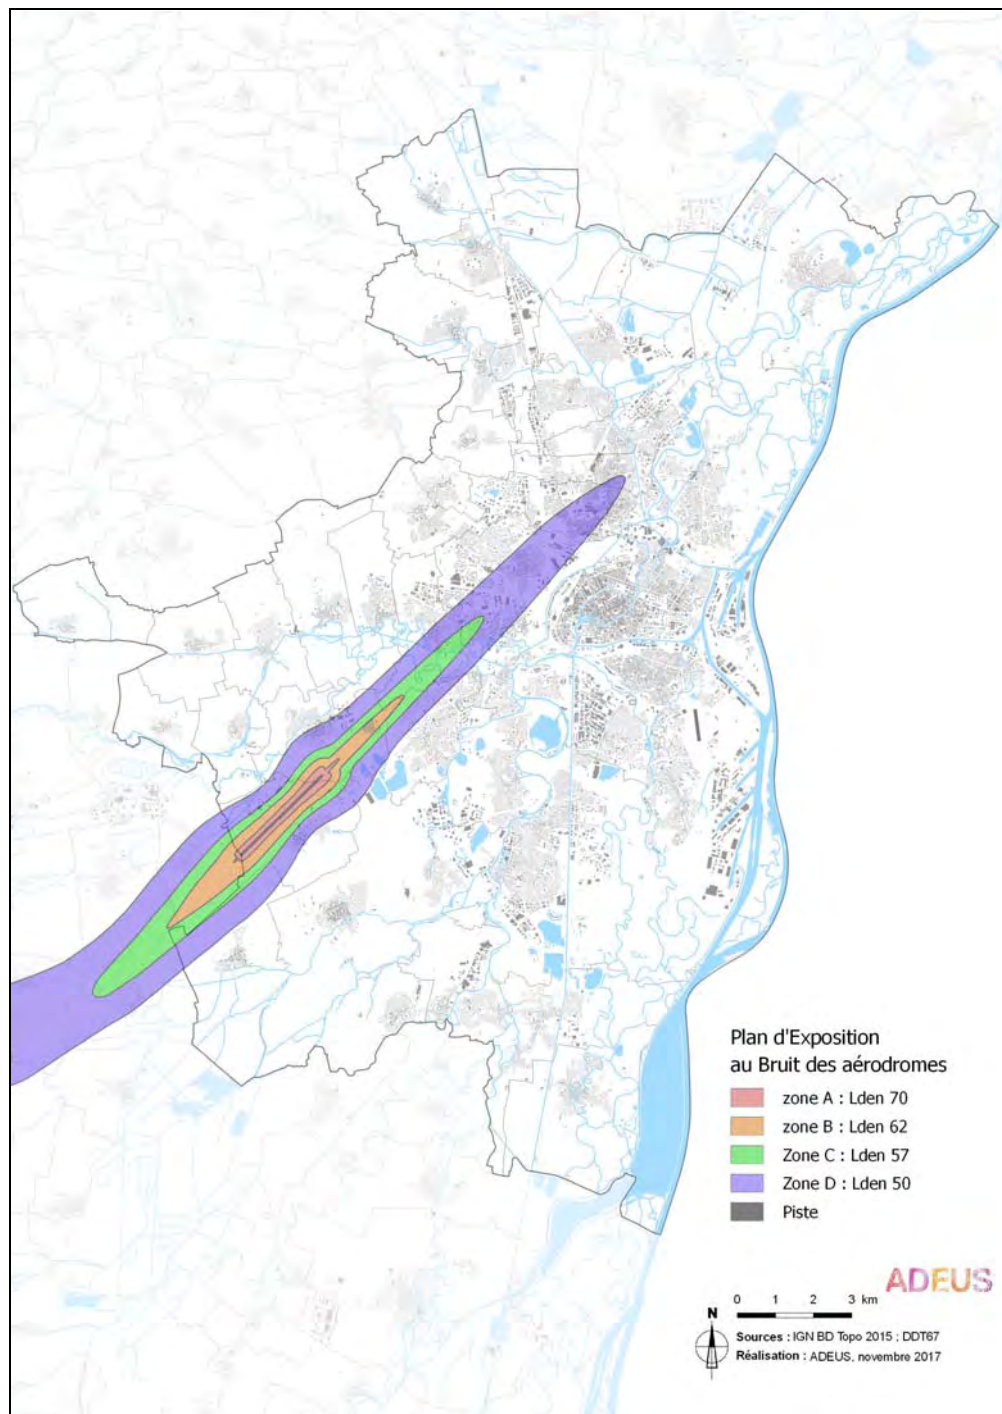 Plan d'Exposition
au Bruit des aérodromes
zone A : Lden 70
zone B : Lden 62
Zone C : Lden 57
Zone D : Lden 50
Piste
ADEUS
0 1 2 3 km
N
Sources : IGN BD Topo 2015 ; DDT67
Réalisation : ADEUS, novembre 2017